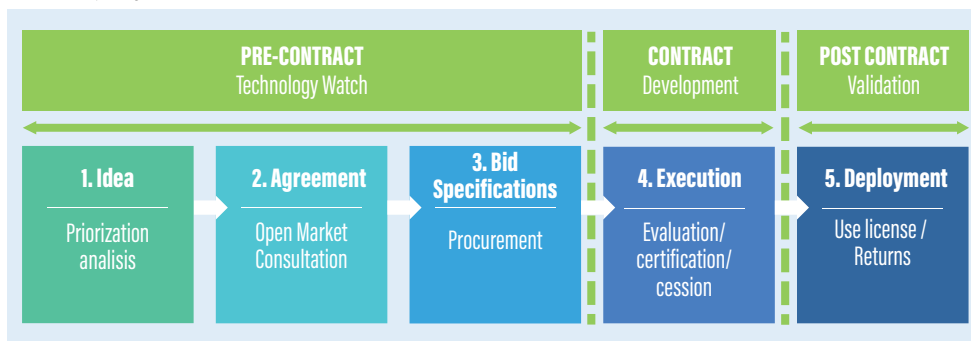 PRE-CONTRACT
Technology Watch
CONTRACT
Development
POST CONTRACT
Validation
1. Idea
Priorization
analisis
2. Agreement
Open Market
Consultation
3. Bid
Specifications
Procurement
4. Execution
Evaluation/
certification/
cession
5. Deployment
Use license /
Returns